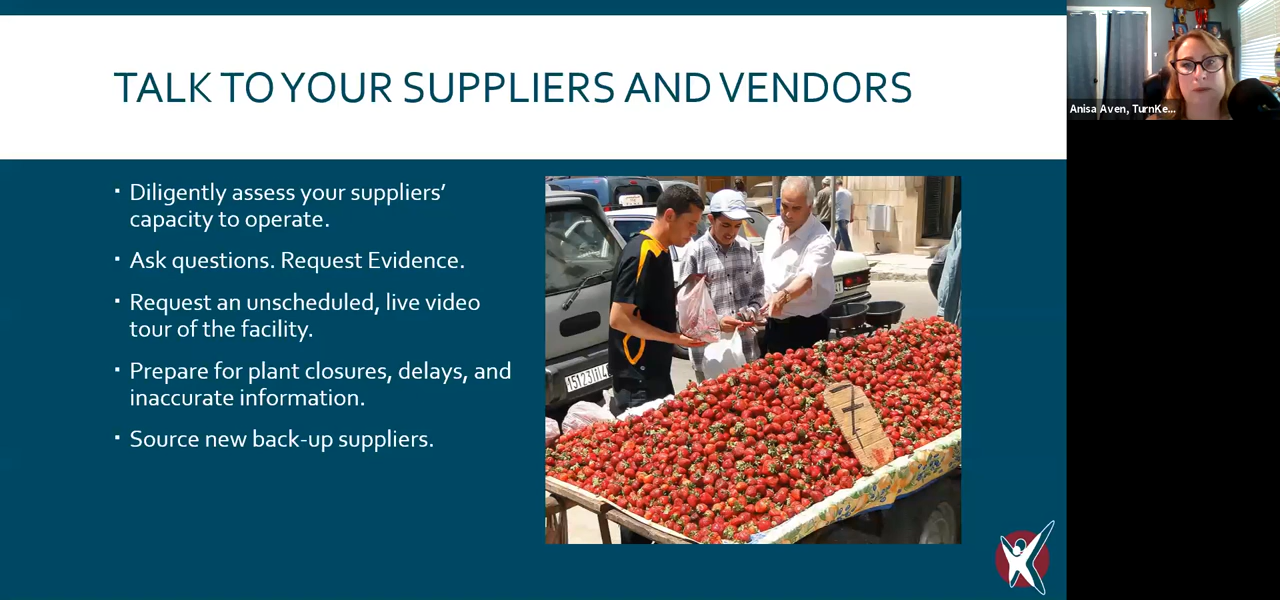 TALK TO YOUR SUPPLIERS AND VENDORS
Anisa Aven, TurnKe...
▪ Diligently assess your suppliers’
capacity to operate.
▪ Ask questions. Request Evidence.
▪ Request an unscheduled, live video
tour of the facility.
▪ Prepare for plant closures, delays, and
inaccurate information.
▪ Source new back-up suppliers.
7